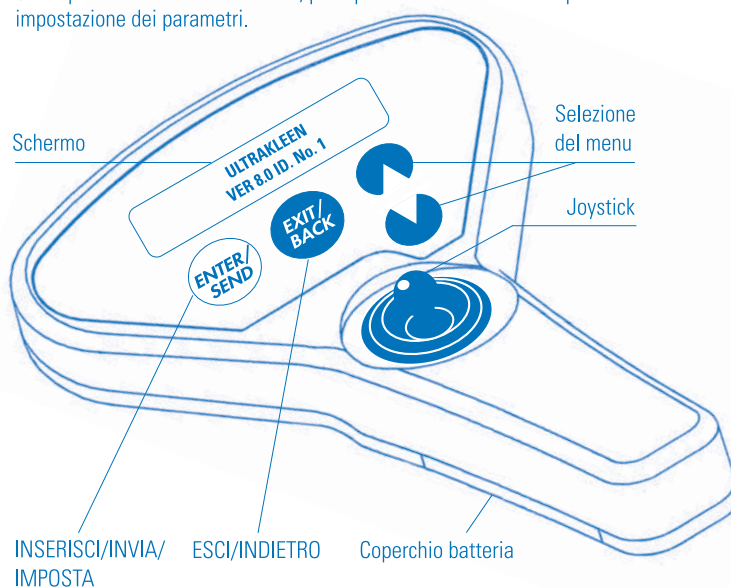 impostazione dei parametri.
Schermo
ULTRAKLEEN
VER 8.0 ID. No. 1
Selezione
del menu
EXIT/
BACK
Joystick
ENTER/
SEND
INSERISCI/INVIA/
IMPOSTA
ESCI/INDIETRO
Coperchio batteria